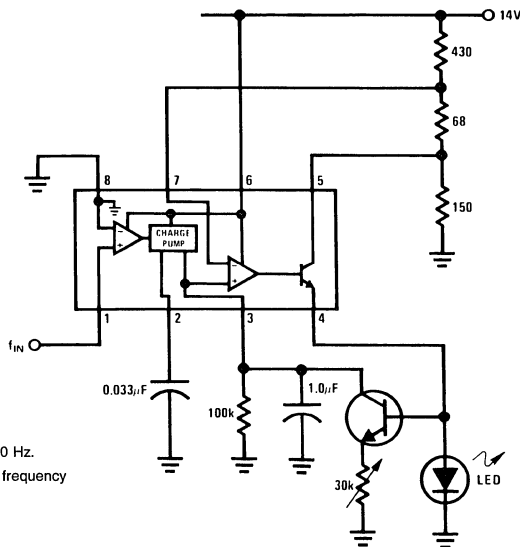 14V
430
68
8
7
6
5
150
CHARGE
PUMP
− +
− +
1
2
3
4
fIN
0.033µF
100k
1.0µF
0 Hz.
frequency
30k
LED